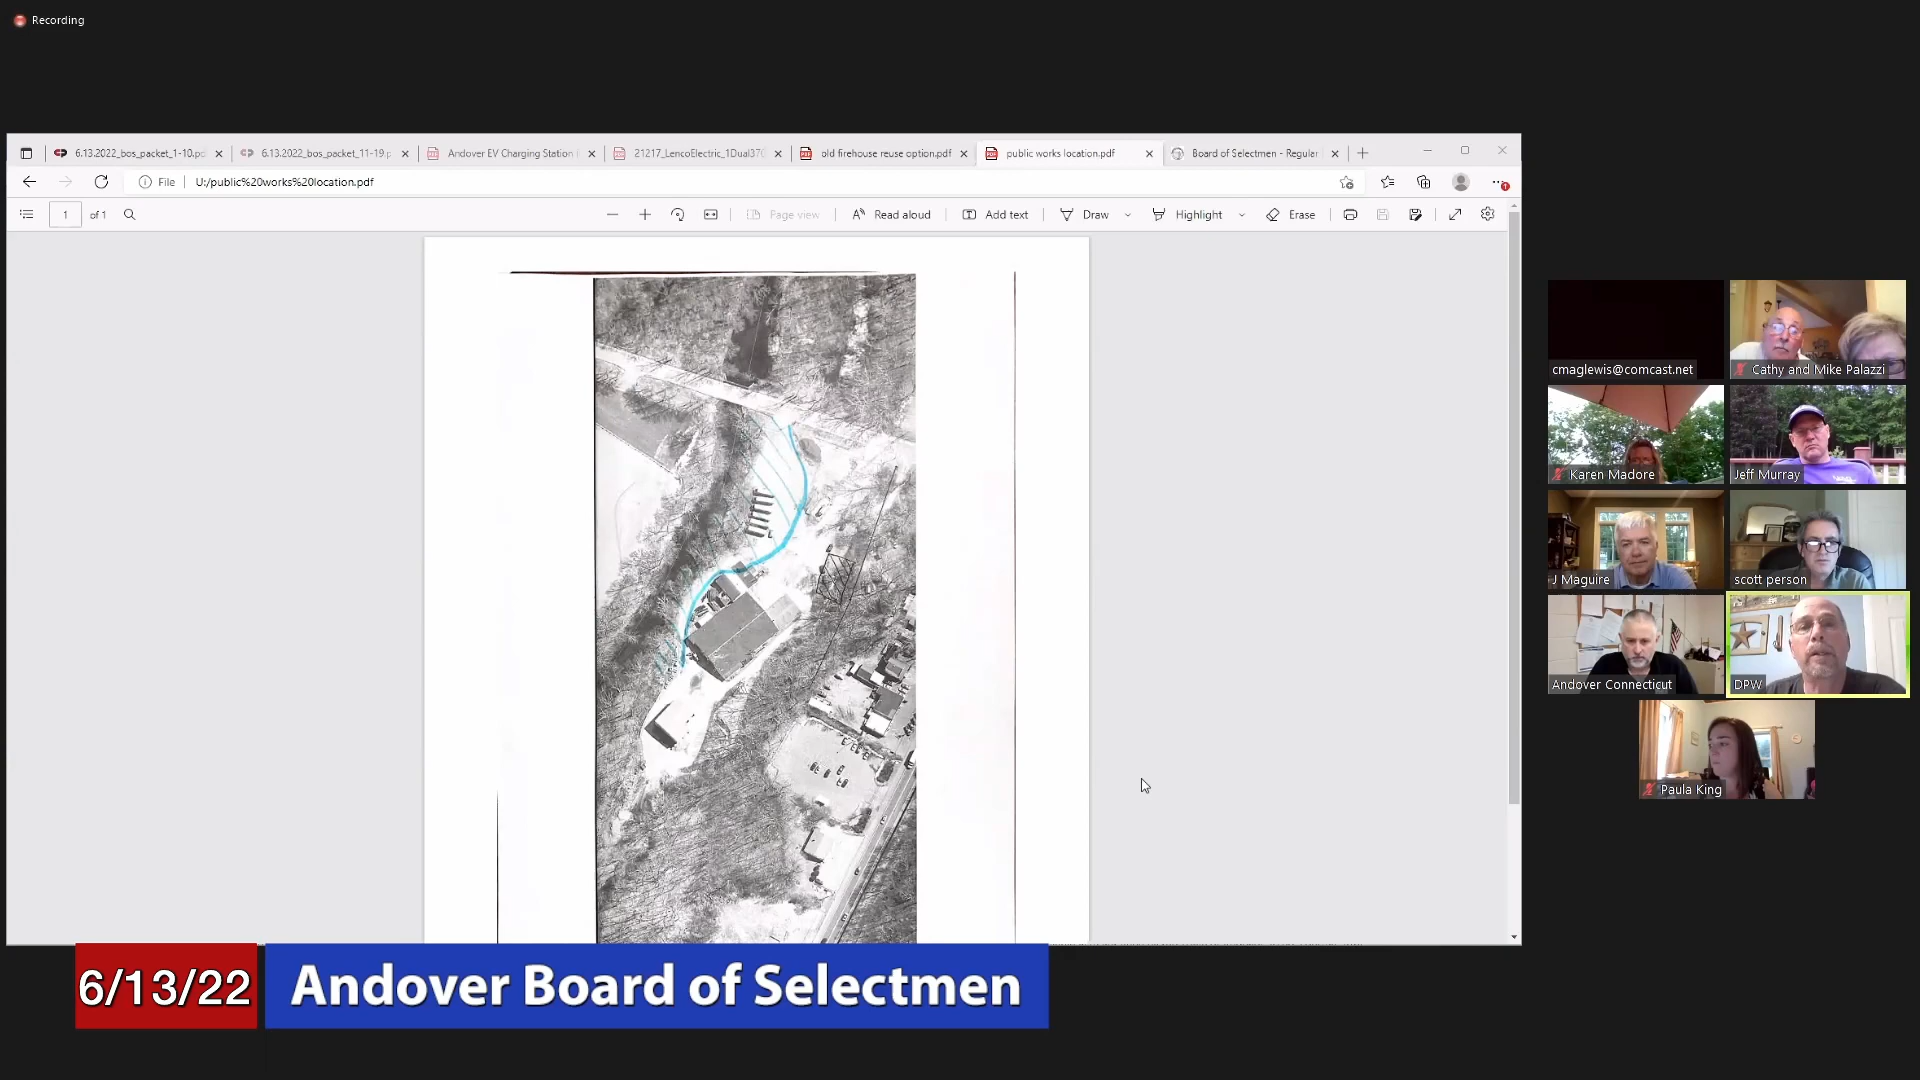 Recording
6.13.2022_bos_packet_1-10.pd
6.13.2022_bos_packet_11-19.p
Andover EV Charging Station
21217_LencoElectric_1Dual37
old firehouse reuse option.pdf
public works location.pdf
Board of Selectmen - Regular
File
U:/public%20works%20location.pdf
1
of 1
Page view
Read aloud
Add text
Draw
Highlight
Erase
cmaglewis@comcast.net
Cathy and Mike Palazzi
Karen Madore
Jeff Murray
J Maguire
scott person
Andover Connecticut
DPW
Paula King
6/13/22
Andover Board of Selectmen